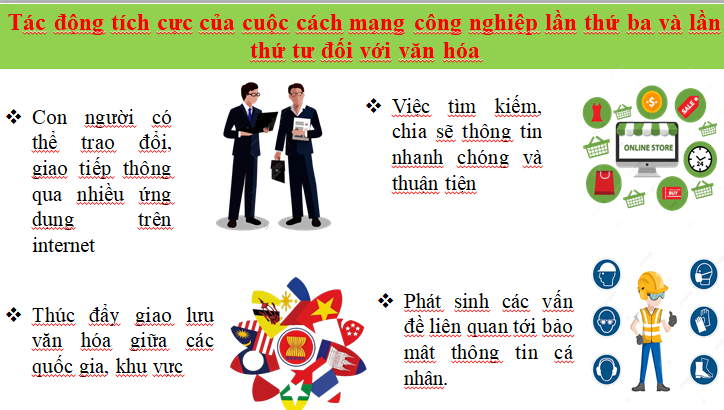 Tác động tích cực của cuộc cách mạng công nghiệp lần thứ ba và lần
thứ tư đối với văn hóa
Con người có
thể trao đổi,
giao tiếp thông
qua nhiều ứng
dụng trên
internet
Việc tìm kiếm,
chia sẽ thông tin
nhanh chóng và
thuân tiện
ONLINE STORE
SALE
24
BUY
Thúc đẩy giao lưu
văn hóa giữa các
quốc gia, khu vực
Phát sinh các vấn
đề liên quan tới bảo
mật thông tin cá
nhân.